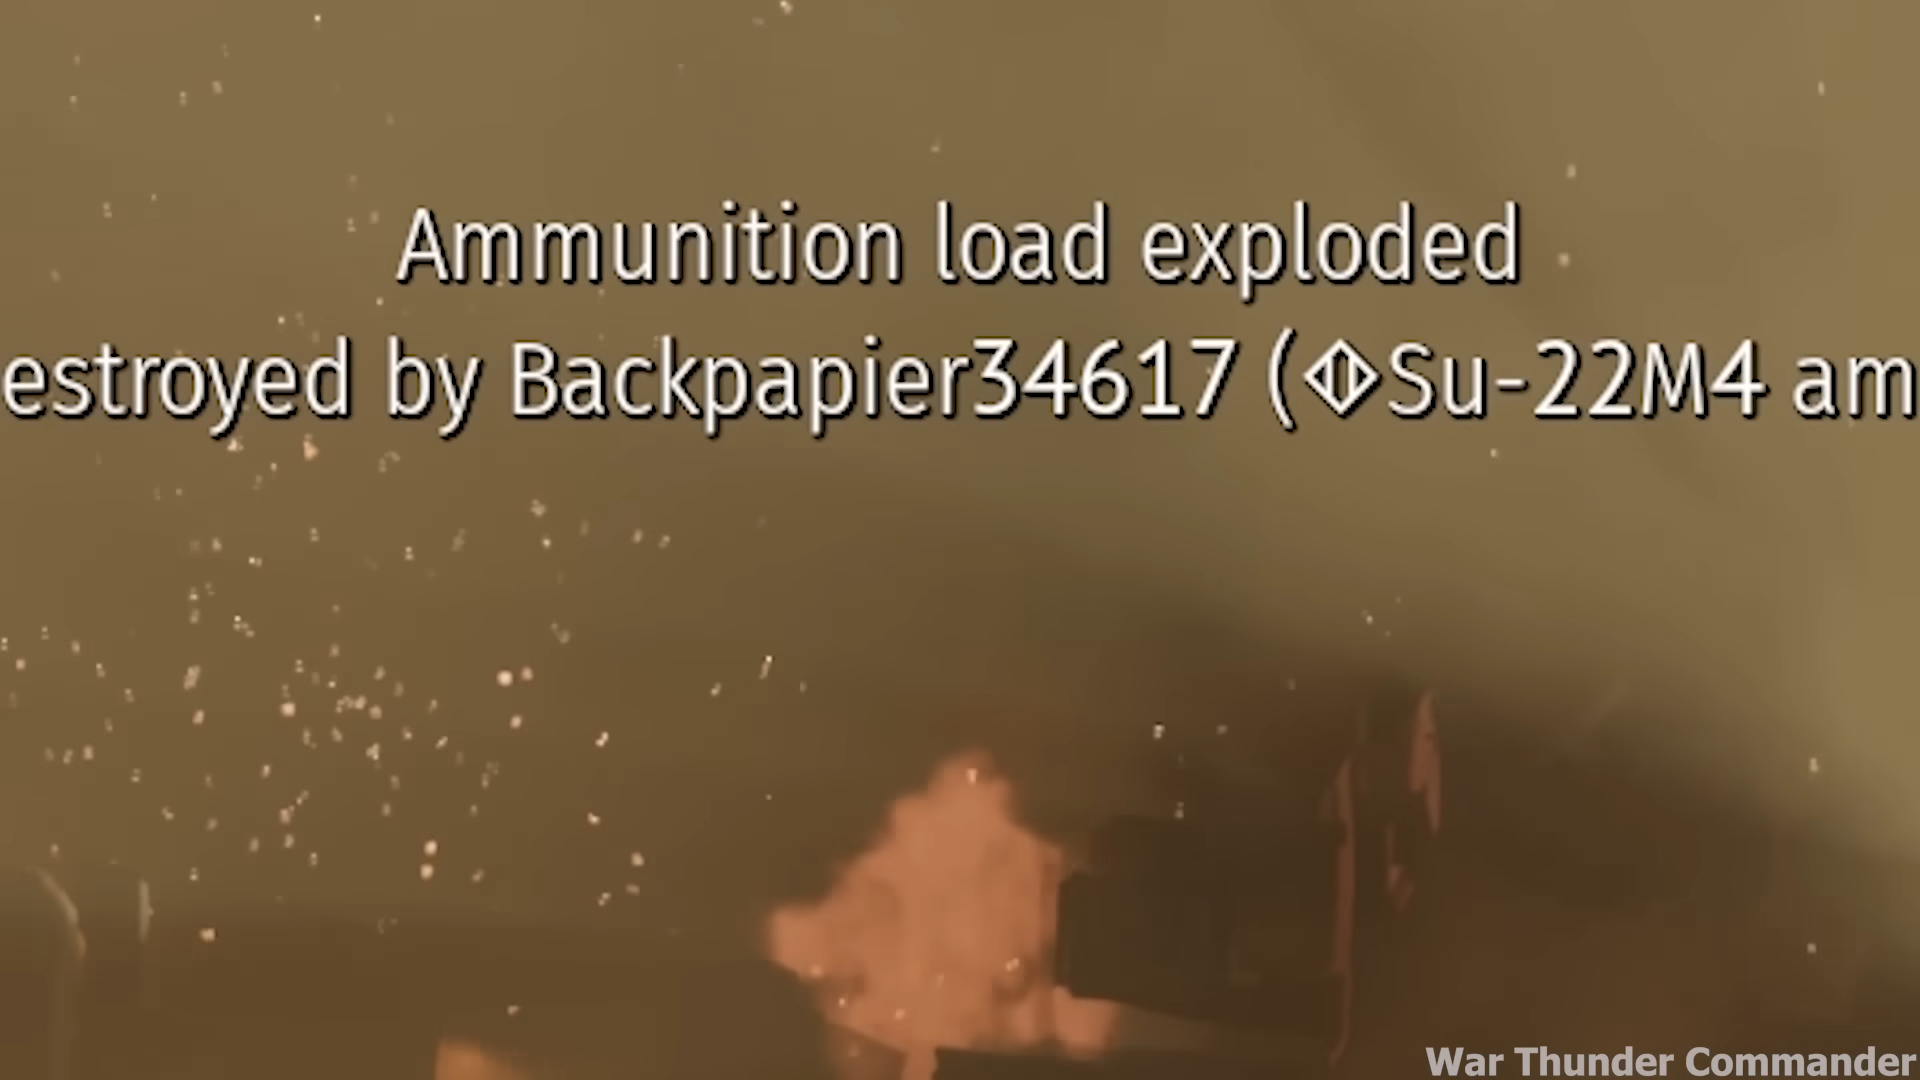 Ammunition load exploded
estroyed by Backpapier34617 (Su-22M4 am
War Thunder Commander